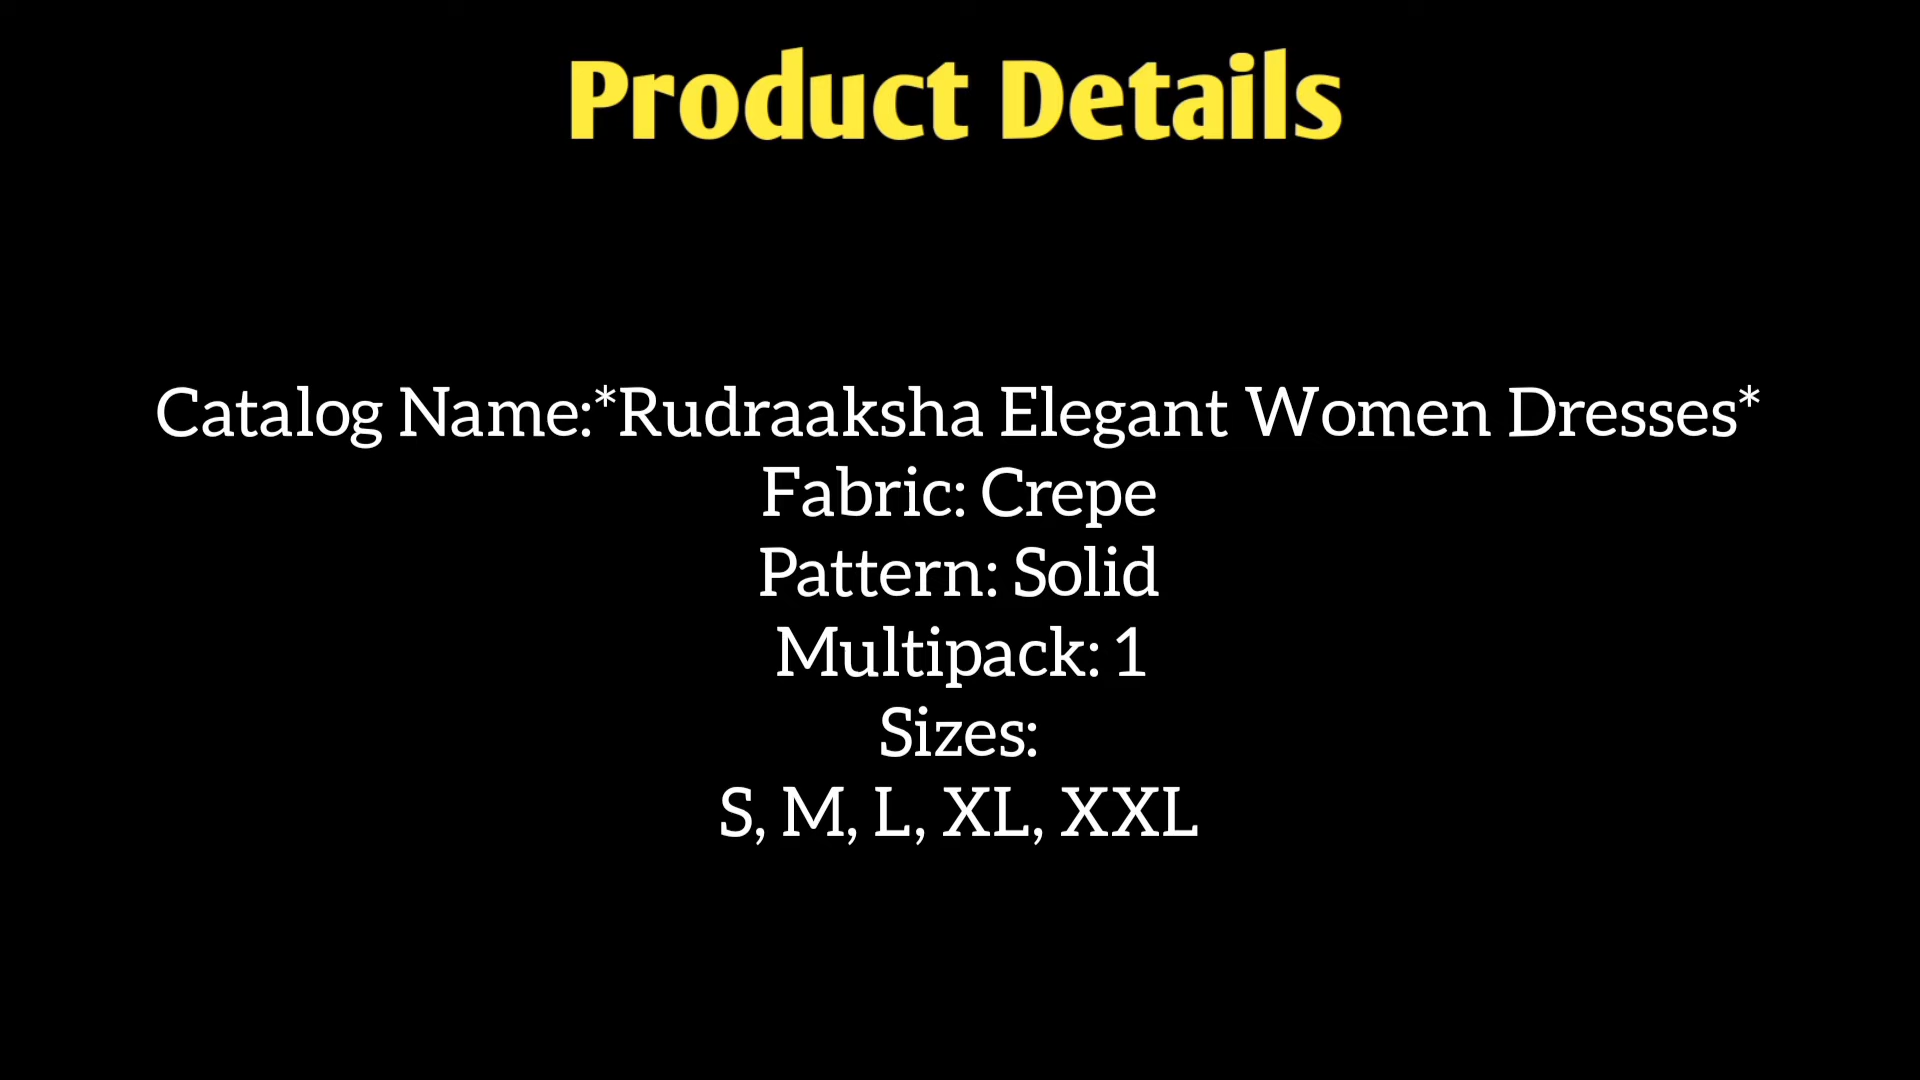 Product Details
Catalog Name:*Rudraaksha Elegant Women Dresses*
Fabric: Crepe
Pattern: Solid
Multipack: 1
Sizes:
S, M, L, XL, XXL